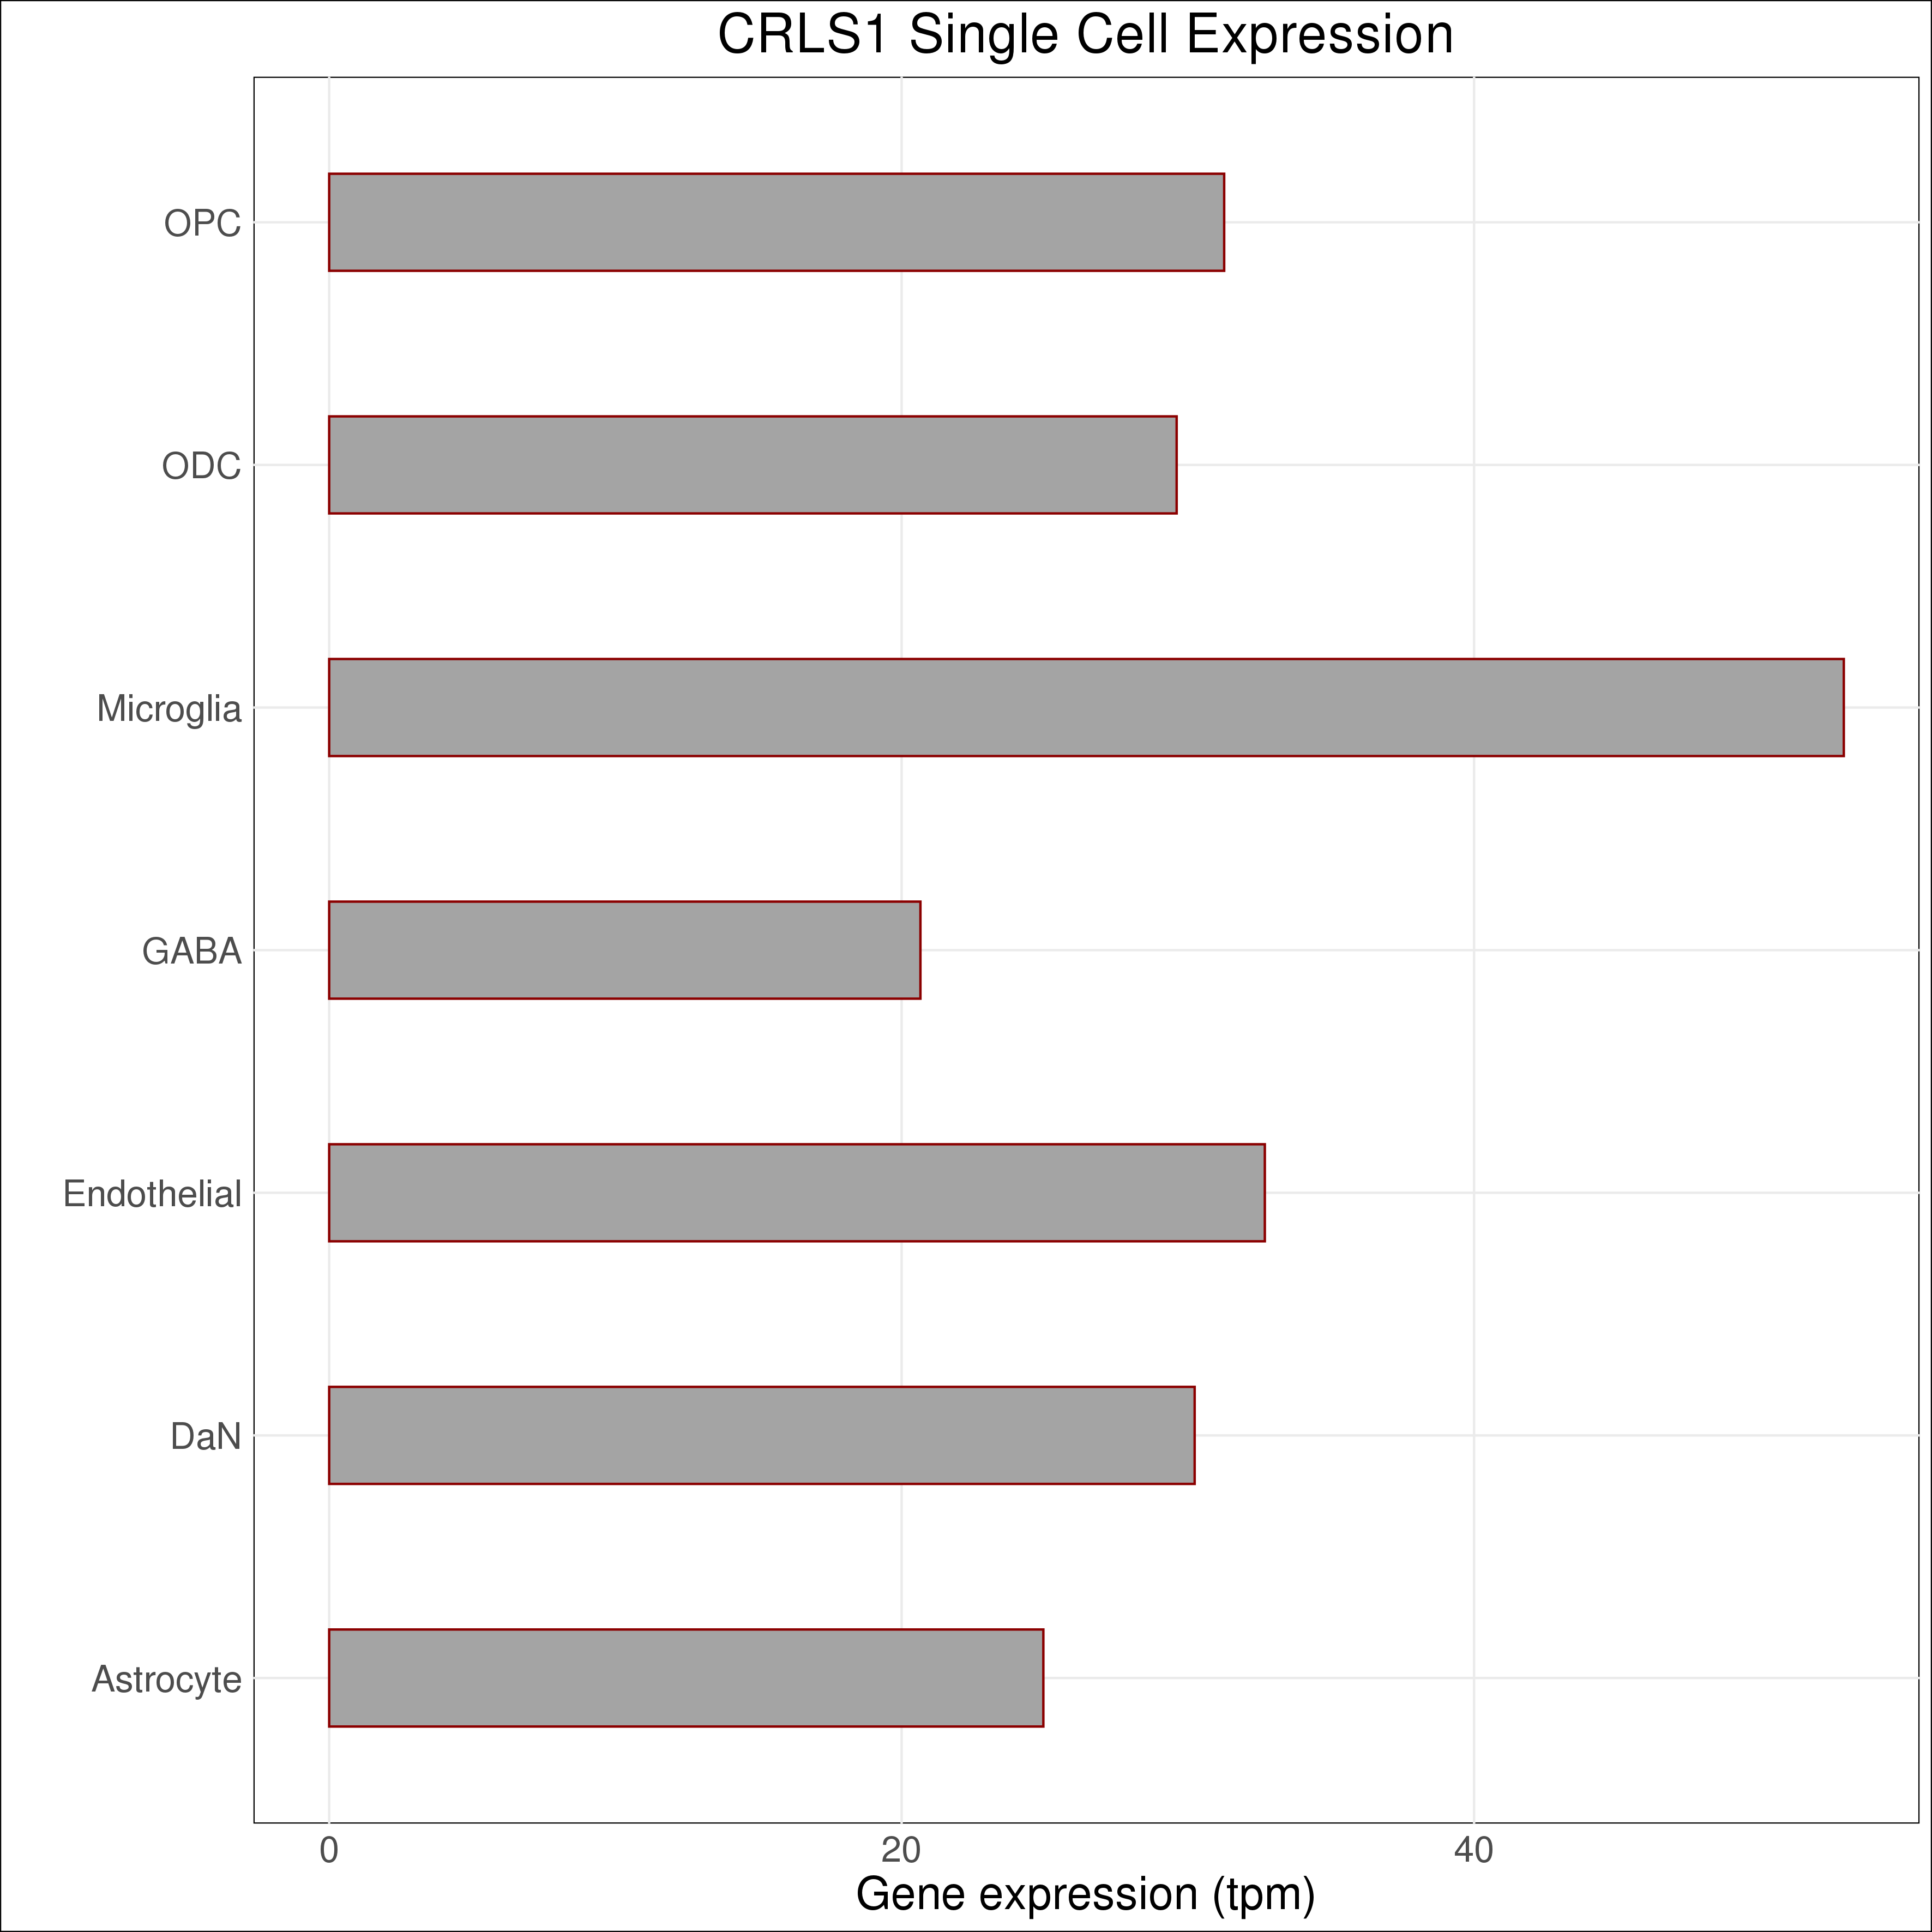 CRLS1 Single Cell Expression
OPC
ODC
Microglia
GABA
Endothelial
DaN
Astrocyte
0 20 40
Gene expression (tpm)